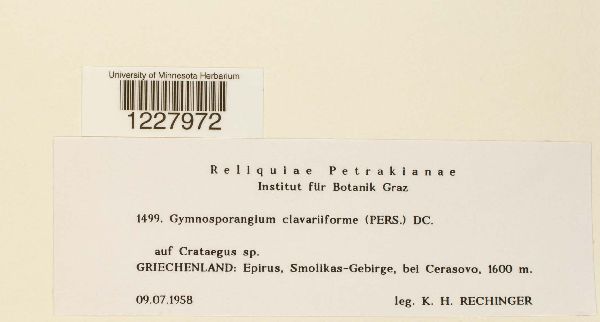 University of Minnesota Herbarium
1227972
Reliquiae Petrakianae
Institut für Botanik Graz
1499. Gymnosporangium clavariiforme (PERS.) DC.
auf Crataegus sp.
GRIECHENLAND: Epirus, Smolikas-Gebirge, bei Cerasovo, 1600 m.
09.07.1958 leg. K. H. RECHINGER